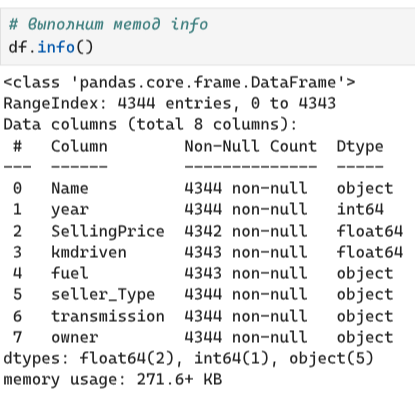 # Выполнит метод info
df.info()
<class 'pandas.core.frame.DataFrame'>
RangeIndex: 4344 entries, 0 to 4343
Data columns (total 8 columns):
 #   Column        Non-Null Count  Dtype
---  ------        --------------  -----
 0   Name          4344 non-null   object
 1   year          4344 non-null   int64
 2   SellingPrice  4342 non-null   float64
 3   kmdriven      4343 non-null   float64
 4   fuel          4343 non-null   object
 5   seller_Type   4344 non-null   object
 6   transmission  4344 non-null   object
 7   owner         4344 non-null   object
dtypes: float64(2), int64(1), object(5)
memory usage: 271.6+ KB